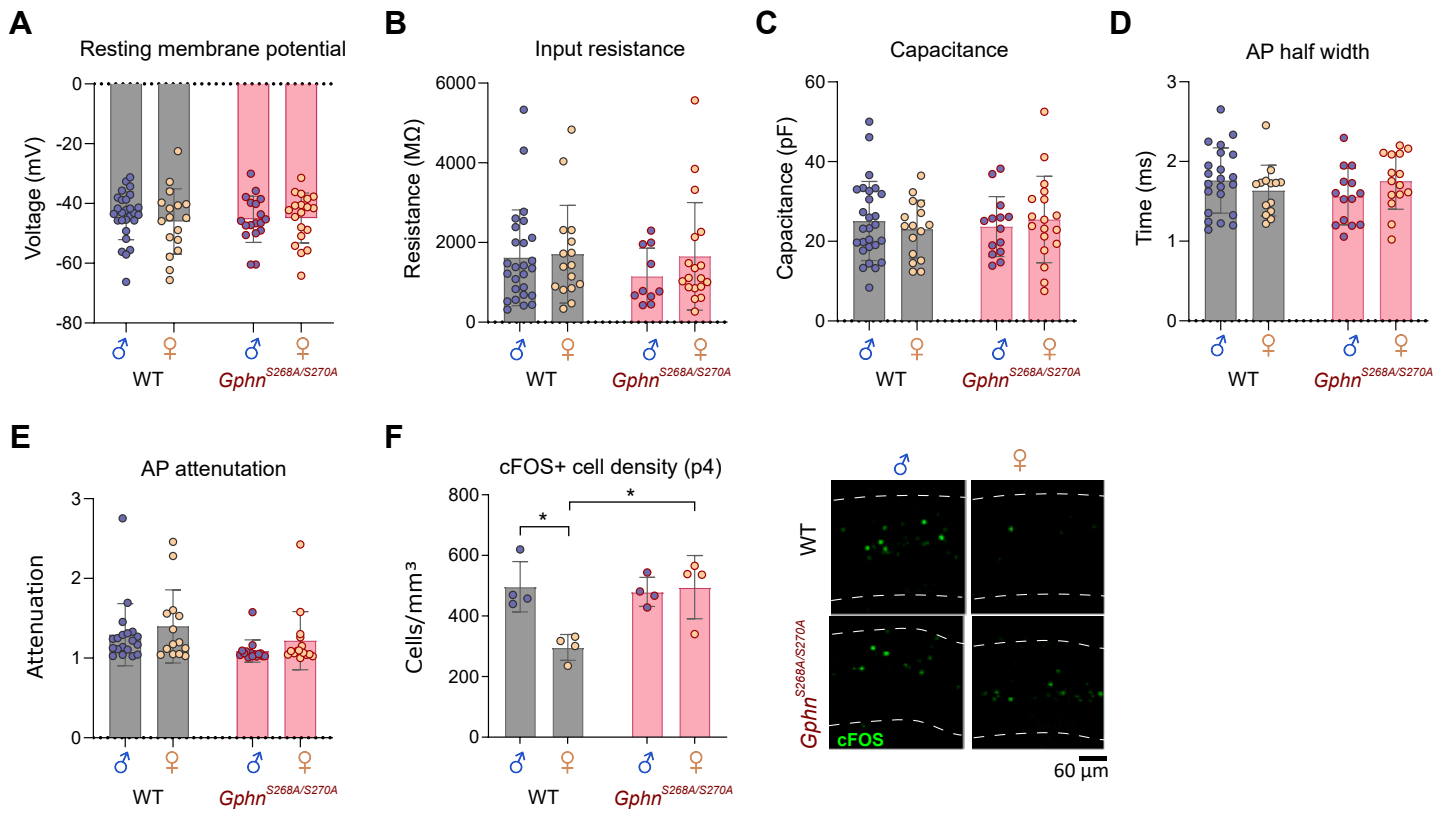 A
Resting membrane potential
Voltage (mV)
0
-20
-40
-60
-80
♂ ♀ ♂ ♀
WT Gphn S268A/S270A
B
Input resistance
Resistance (MΩ)
6000
4000
2000
0
♂ ♀ ♂ ♀
WT Gphn S268A/S270A
C
Capacitance
Capacitance (pF)
60
40
20
0
♂ ♀ ♂ ♀
WT Gphn S268A/S270A
D
AP half width
Time (ms)
3
2
1
0
♂ ♀ ♂ ♀
WT Gphn S268A/S270A
E
AP attenutation
Attenuation
3
2
1
0
♂ ♀ ♂ ♀
WT Gphn S268A/S270A
F
cFOS+ cell density (p4)
Cells/mm³
800
600
400
200
0
* *
♂ ♀ ♂ ♀
WT Gphn S268A/S270A
♂ ♀
WT
Gphn S268A/S270A
cFOS
60 µm